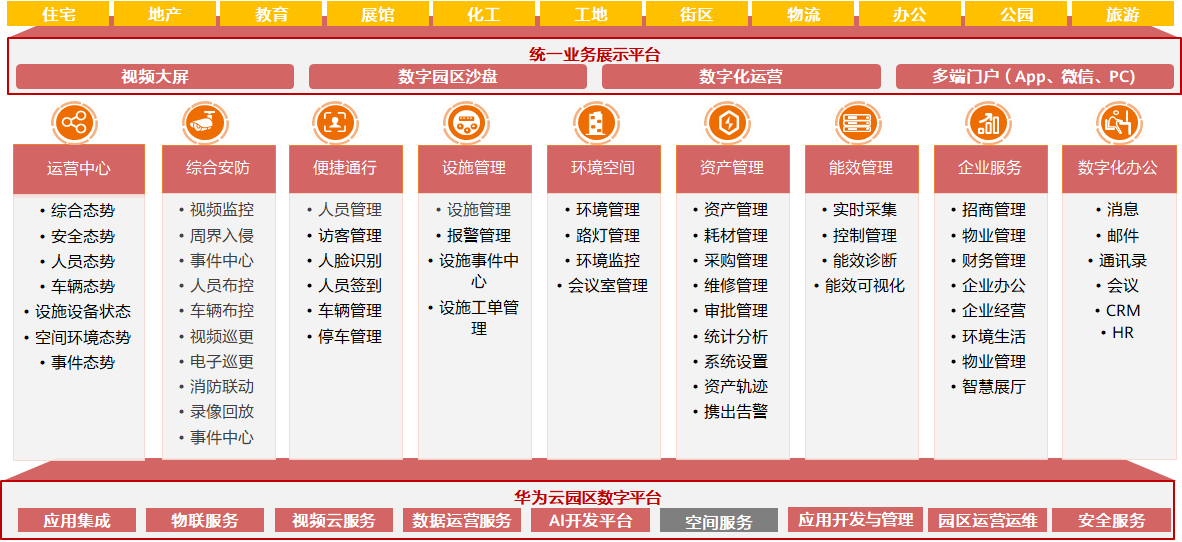 住宅 地产 教育 展馆 化工 工地 街区 物流 办公 公园 旅游
统一业务展示平台
视频大屏 数字园区沙盘 数字化运营 多端门户（App、微信、PC)
运营中心
• 综合态势
• 安全态势
• 人员态势
• 车辆态势
• 设施设备状态
• 空间环境态势
• 事件态势
综合安防
• 视频监控
• 周界入侵
• 事件中心
• 人员布控
• 车辆布控
• 视频巡更
• 电子巡更
• 消防联动
• 录像回放
• 事件中心
便捷通行
• 人员管理
• 访客管理
• 人脸识别
• 人员签到
• 车辆管理
• 停车管理
设施管理
• 设施管理
• 报警管理
• 设施事件中
心
• 设施工单管
理
环境空间
• 环境管理
• 路灯管理
• 环境监控
• 会议室管理
资产管理
• 资产管理
• 耗材管理
• 采购管理
• 维修管理
• 审批管理
• 统计分析
• 系统设置
• 资产轨迹
• 携出告警
能效管理
• 实时采集
• 控制管理
• 能效诊断
• 能效可视化
企业服务
• 招商管理
• 物业管理
• 财务管理
• 企业办公
• 企业经营
• 环境生活
• 物业管理
• 智慧展厅
数字化办公
• 消息
• 邮件
• 通讯录
• 会议
• CRM
• HR
华为云园区数字平台
应用集成 物联服务 视频云服务 数据运营服务 AI开发平台 空间服务 应用开发与管理 园区运营运维 安全服务